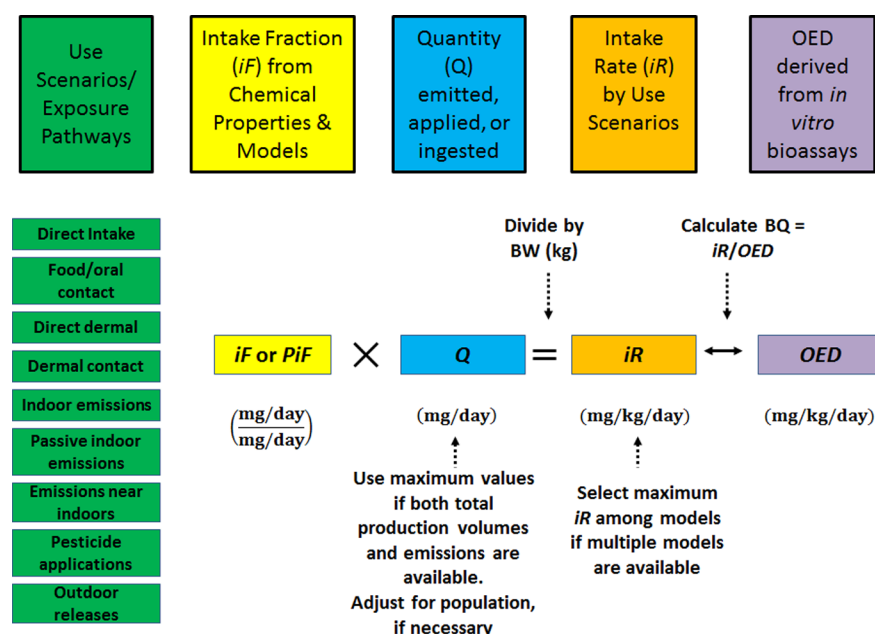 Use
Scenarios/
Exposure
Pathways
Intake Fraction
(iF) from
Chemical
Properties &
Models
Quantity
(Q)
emitted,
applied, or
ingested
Intake
Rate (iR)
by Use
Scenarios
OED
derived
from in
vitro
bioassays
Direct Intake
Food/oral
contact
Direct dermal
Dermal contact
Indoor emissions
Passive indoor
emissions
Emissions near
indoors
Pesticide
applications
Outdoor
releases
Divide by
BW (kg)
Calculate BQ =
iR/OED
iF or PiF × Q = iR OED
(mg/day
mg/day)
(mg/day)
(mg/kg/day)
(mg/kg/day)
Use maximum values
if both total
production volumes
and emissions are
available.
Adjust for population,
if necessary
Select maximum
iR among models
if multiple models
are available